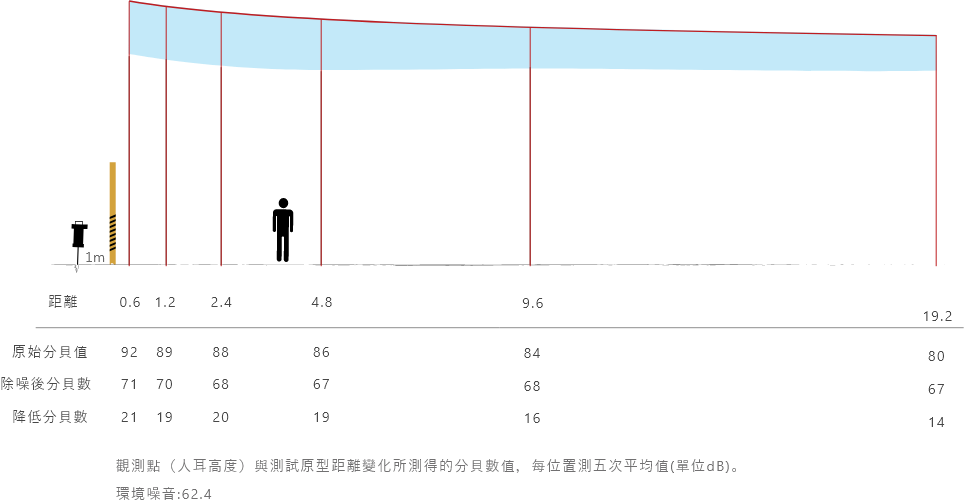 1m
距離 0.6 1.2 2.4 4.8 9.6 19.2
原始分貝值 92 89 88 86 84 80
除噪後分貝數 71 70 68 67 68 67
降低分貝數 21 19 20 19 16 14
觀測點（人耳高度）與測試原型距離變化所測得的分貝數值，每位置測五次平均值(單位dB)。
環境噪音:62.4